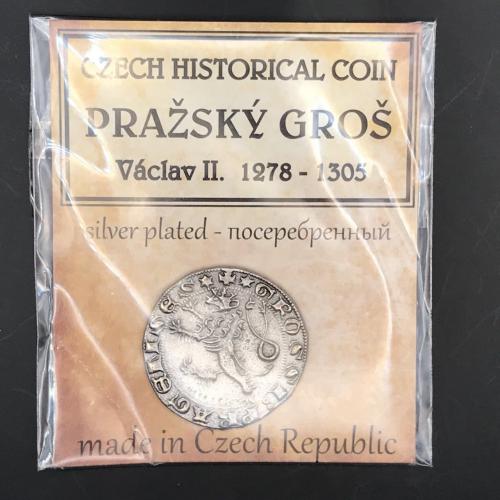 CZECH HISTORICAL COIN
PRAŽSKÝ GROŠ
Václav II. 1278 - 1305
silver plated - посеребренный
made in Czech Republic